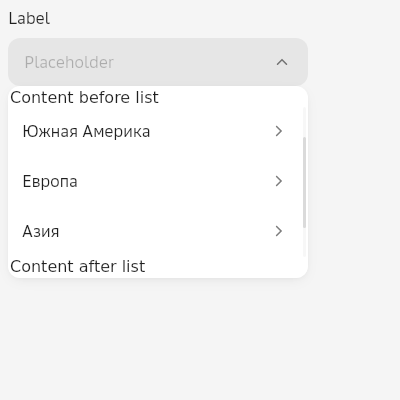 Label
Placeholder
Content before list
Южная Америка
Европа
Азия
Content after list